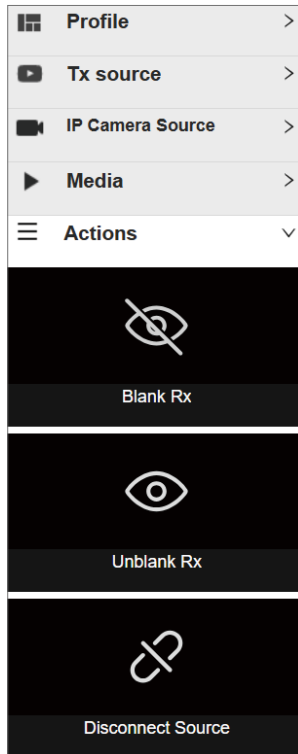 Profile
Tx source
IP Camera Source
Media
Actions
Blank Rx
Unblank Rx
Disconnect Source